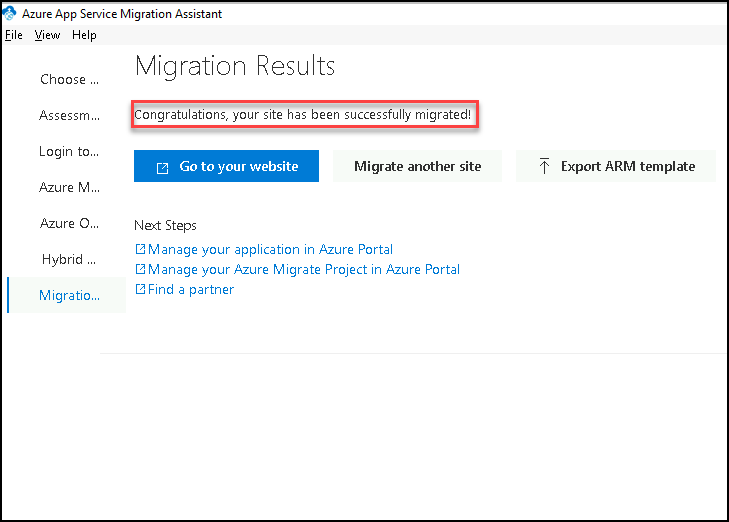 Azure App Service Migration Assistant
File View Help
Choose ...
Assessm...
Login to...
Azure M...
Azure O...
Hybrid ...
Migratio...
Migration Results
Congratulations, your site has been successfully migrated!
Go to your website Migrate another site Export ARM template
Next Steps
Manage your application in Azure Portal
Manage your Azure Migrate Project in Azure Portal
Find a partner